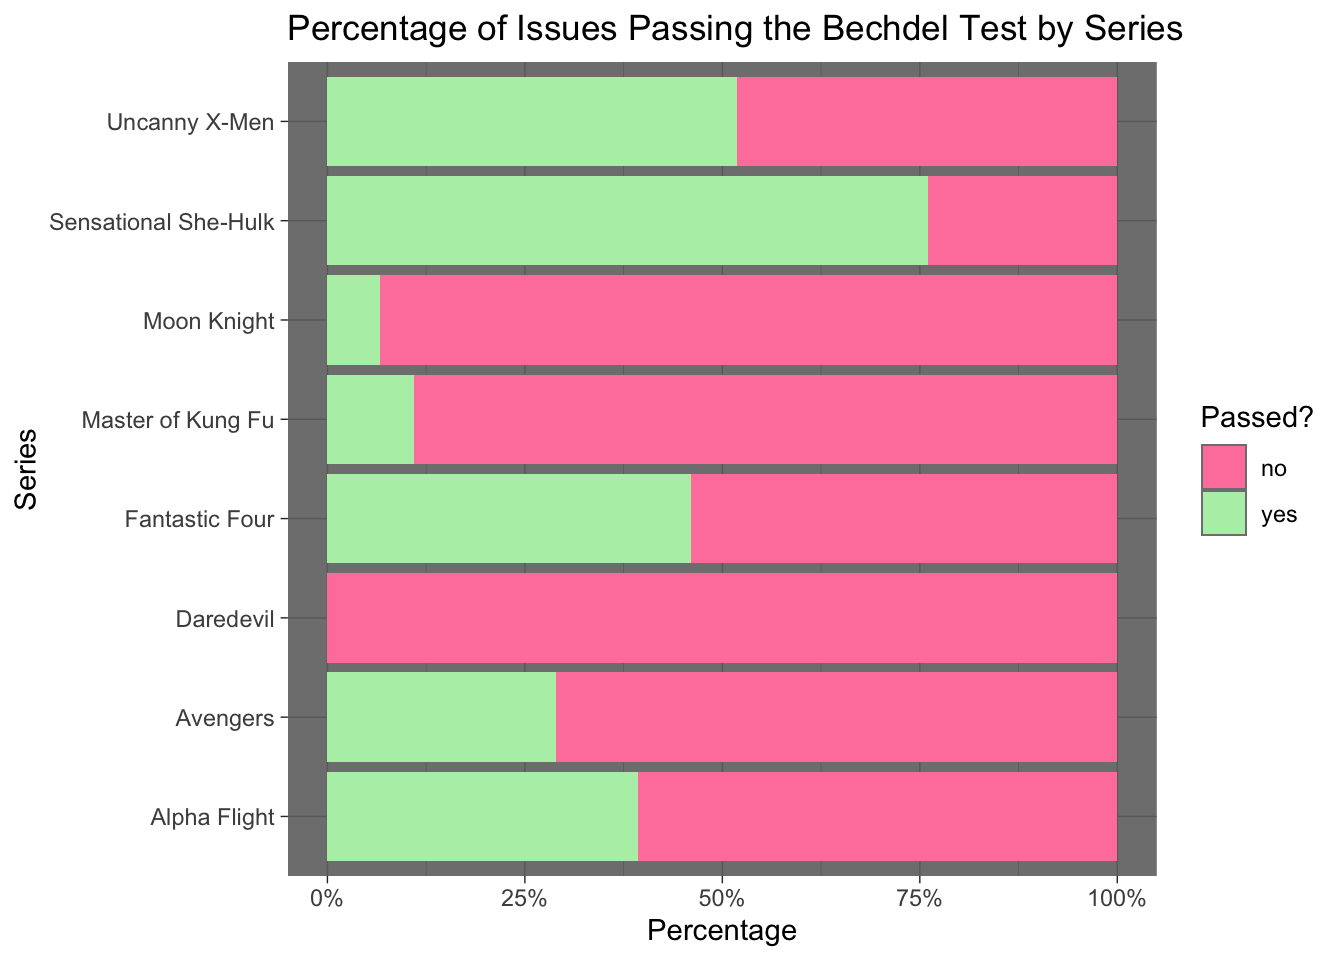 Percentage of Issues Passing the Bechdel Test by Series
Uncanny X-Men
Sensational She-Hulk
Moon Knight
Master of Kung Fu
Fantastic Four
Daredevil
Avengers
Alpha Flight
Series
0% 25% 50% 75% 100%
Percentage
Passed?
no
yes